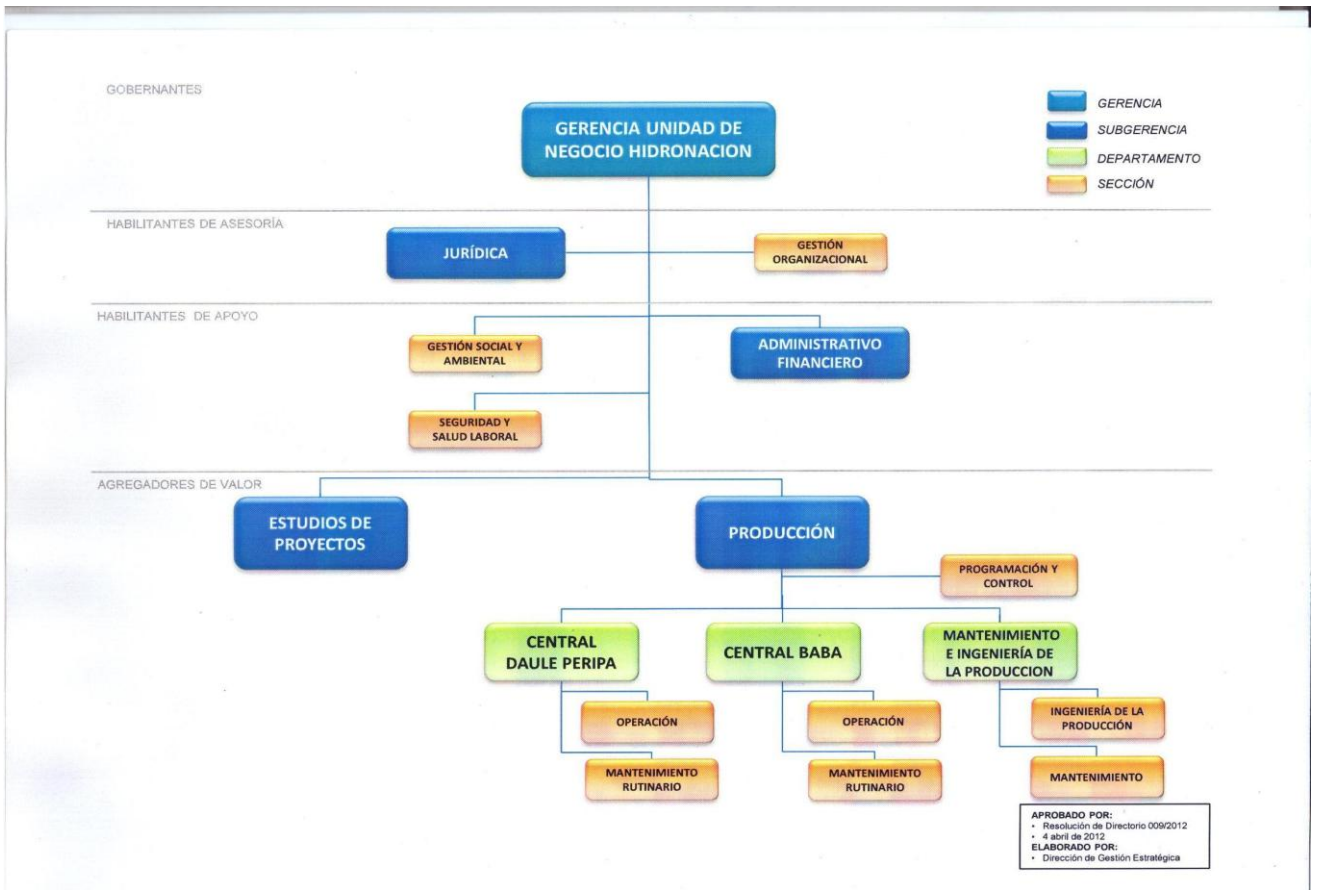 GOBERNANTES
GERENCIA UNIDAD DE
NEGOCIO HIDRONACION
GERENCIA
SUBGERENCIA
DEPARTAMENTO
SECCIÓN
HABILITANTES DE ASESORÍA
JURÍDICA
GESTIÓN
ORGANIZACIONAL
HABILITANTES DE APOYO
GESTIÓN SOCIAL Y
AMBIENTAL
ADMINISTRATIVO
FINANCIERO
SEGURIDAD Y
SALUD LABORAL
AGREGADORES DE VALOR
ESTUDIOS DE
PROYECTOS
PRODUCCIÓN
PROGRAMACIÓN Y
CONTROL
CENTRAL
DAULE PERIPA
CENTRAL BABA
MANTENIMIENTO
E INGENIERÍA DE
LA PRODUCCION
OPERACIÓN
OPERACIÓN
INGENIERÍA DE LA
PRODUCCIÓN
MANTENIMIENTO
RUTINARIO
MANTENIMIENTO
RUTINARIO
MANTENIMIENTO
APROBADO POR:
• Resolución de Directorio 009/2012
• 4 abril de 2012
ELABORADO POR:
• Dirección de Gestión Estratégica